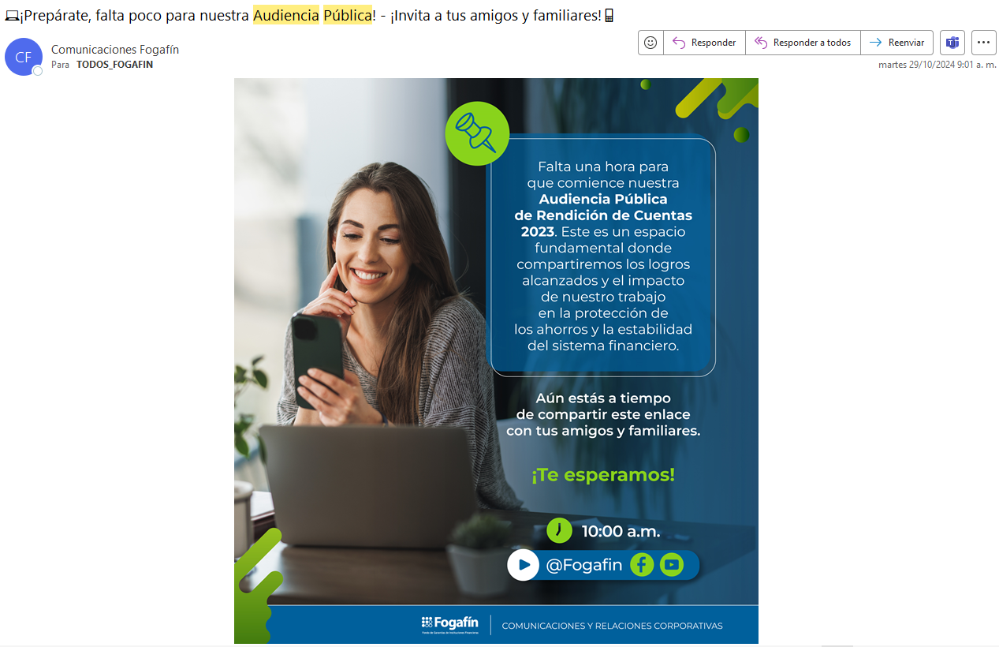 ¡Prepárate, falta poco para nuestra Audiencia Pública! - ¡Invita a tus amigos y familiares!
CF
Comunicaciones Fogafín
Para TODOS_FOGAFIN
Responder
Responder a todos
Reenviar
martes 29/10/2024 9:01 a. m.
Falta una hora para
que comience nuestra
Audiencia Pública
de Rendición de Cuentas
2023. Este es un espacio
fundamental donde
compartiremos los logros
alcanzados y el impacto
de nuestro trabajo
en la protección de
los ahorros y la estabilidad
del sistema financiero.
Aún estás a tiempo
de compartir este enlace
con tus amigos y familiares.
¡Te esperamos!
10:00 a.m.
@Fogafin
Fogafín
Fondo de Garantías de Instituciones Financieras
COMUNICACIONES Y RELACIONES CORPORATIVAS